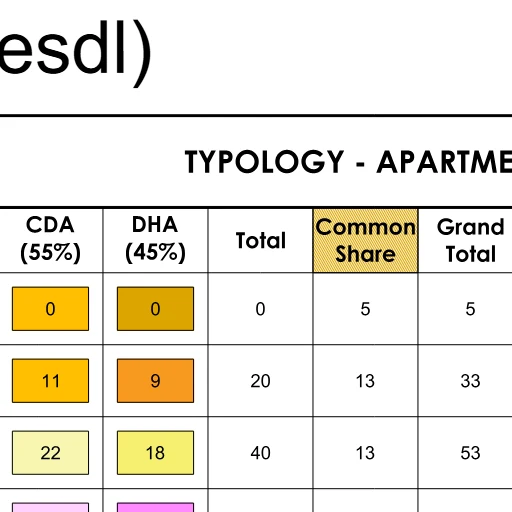 esdl)
TYPOLOGY - APARTME
CDA (55%) DHA (45%) Total Common Share Grand Total
0 0 0 5 5
11 9 20 13 33
22 18 40 13 53